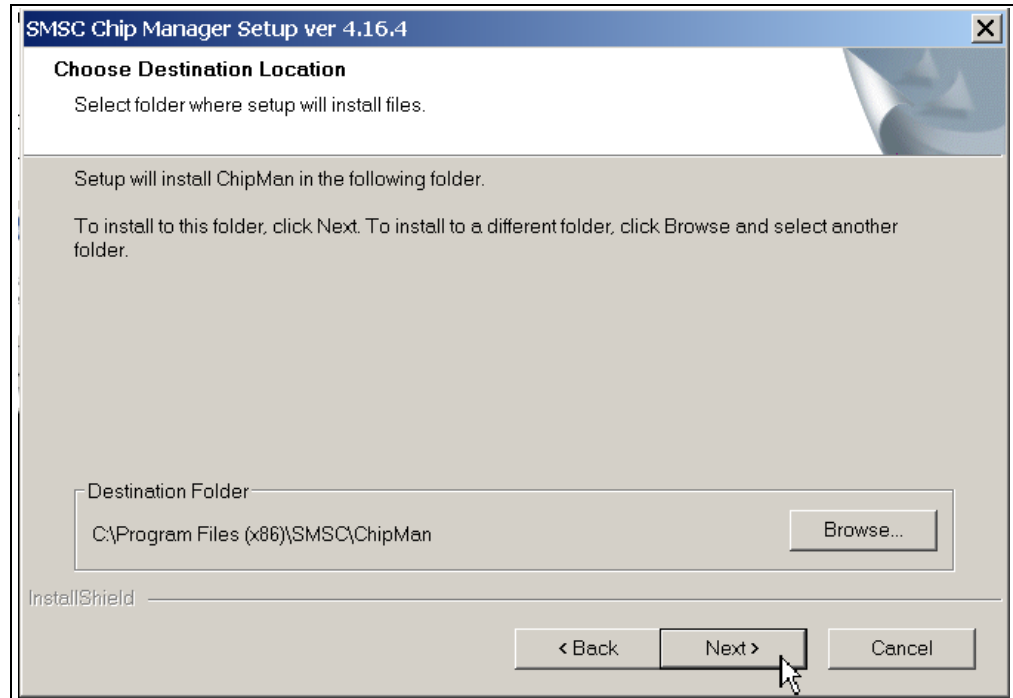 SMSC Chip Manager Setup ver 4.16.4
Choose Destination Location
Select folder where setup will install files.
Setup will install ChipMan in the following folder.
To install to this folder, click Next. To install to a different folder, click Browse and select another
folder.
Destination Folder
C:\Program Files (x86)\SMSC\ChipMan
Browse...
InstallShield
< Back
Next >
Cancel